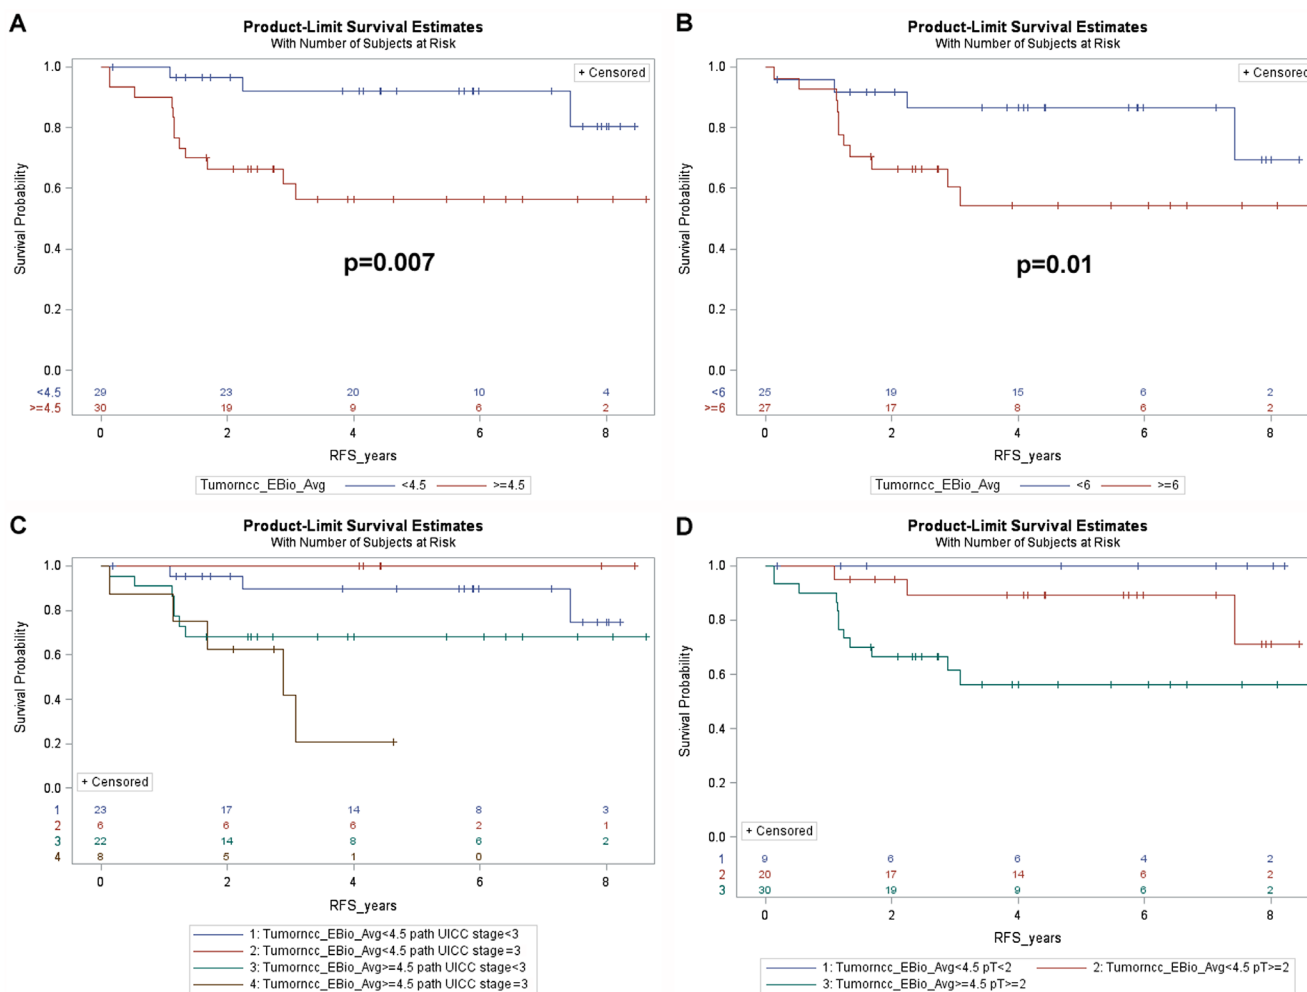 A
Product-Limit Survival Estimates
With Number of Subjects at Risk
+ Censored
Survival Probability
1.0
0.8
0.6
0.4
0.2
0.0
p=0.007
<4.5 29 23 20 10 4
>=4.5 30 19 9 6 2
0 2 4 6 8
RFS_years
Tumorncc_EBio_Avg <4.5 >=4.5
B
Product-Limit Survival Estimates
With Number of Subjects at Risk
+ Censored
Survival Probability
1.0
0.8
0.6
0.4
0.2
0.0
p=0.01
<6 25 19 15 6 2
>=6 27 17 8 6 2
0 2 4 6 8
RFS_years
Tumorncc_EBio_Avg <6 >=6
C
Product-Limit Survival Estimates
With Number of Subjects at Risk
Survival Probability
1.0
0.8
0.6
0.4
0.2
0.0
+ Censored
1 23 17 14 8 3
2 6 6 6 2 1
3 22 14 8 6 2
4 8 5 1 0
0 2 4 6 8
RFS_years
1: Tumorncc_EBio_Avg<4.5 path UICC stage<3
2: Tumorncc_EBio_Avg<4.5 path UICC stage=3
3: Tumorncc_EBio_Avg>=4.5 path UICC stage<3
4: Tumorncc_EBio_Avg>=4.5 path UICC stage=3
D
Product-Limit Survival Estimates
With Number of Subjects at Risk
Survival Probability
1.0
0.8
0.6
0.4
0.2
0.0
+ Censored
1 9 6 6 4 2
2 20 17 14 6 2
3 30 19 9 6 2
0 2 4 6 8
RFS_years
1: Tumorncc_EBio_Avg<4.5 pT<2 2: Tumorncc_EBio_Avg<4.5 pT>=2
3: Tumorncc_EBio_Avg>=4.5 pT>=2